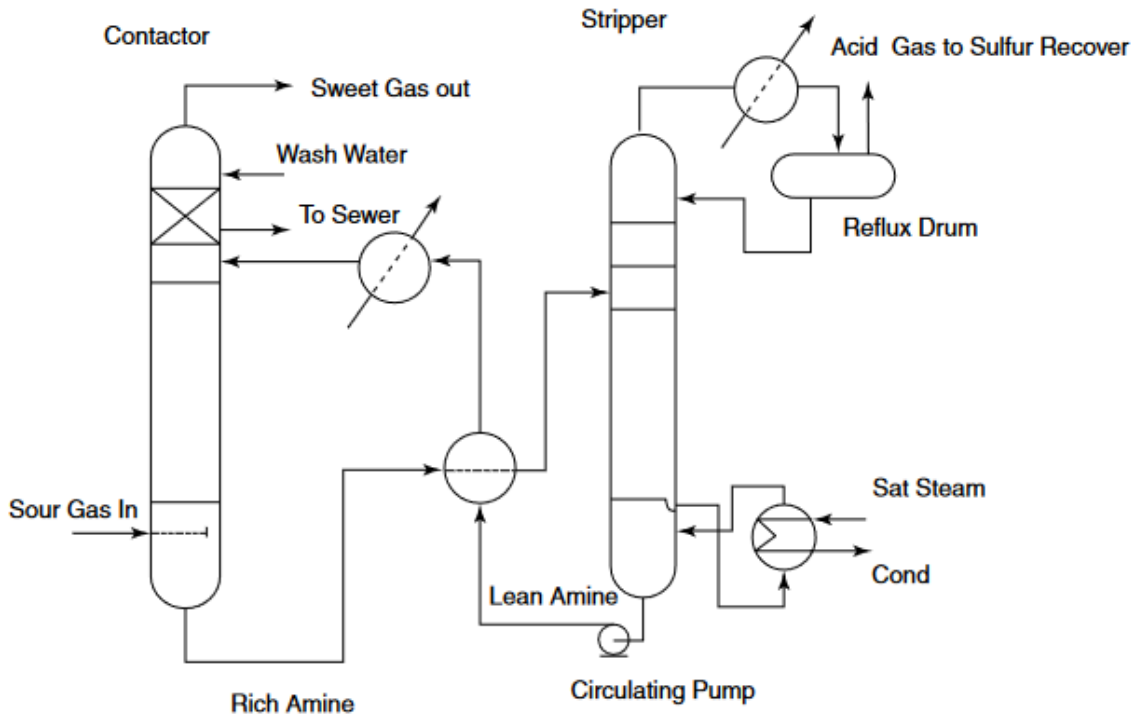 Stripper
Contactor
Acid Gas to Sulfur Recover
Sweet Gas out
Wash Water
To Sewer
Reflux Drum
Sour Gas In
Sat Steam
Cond
Lean Amine
Rich Amine
Circulating Pump